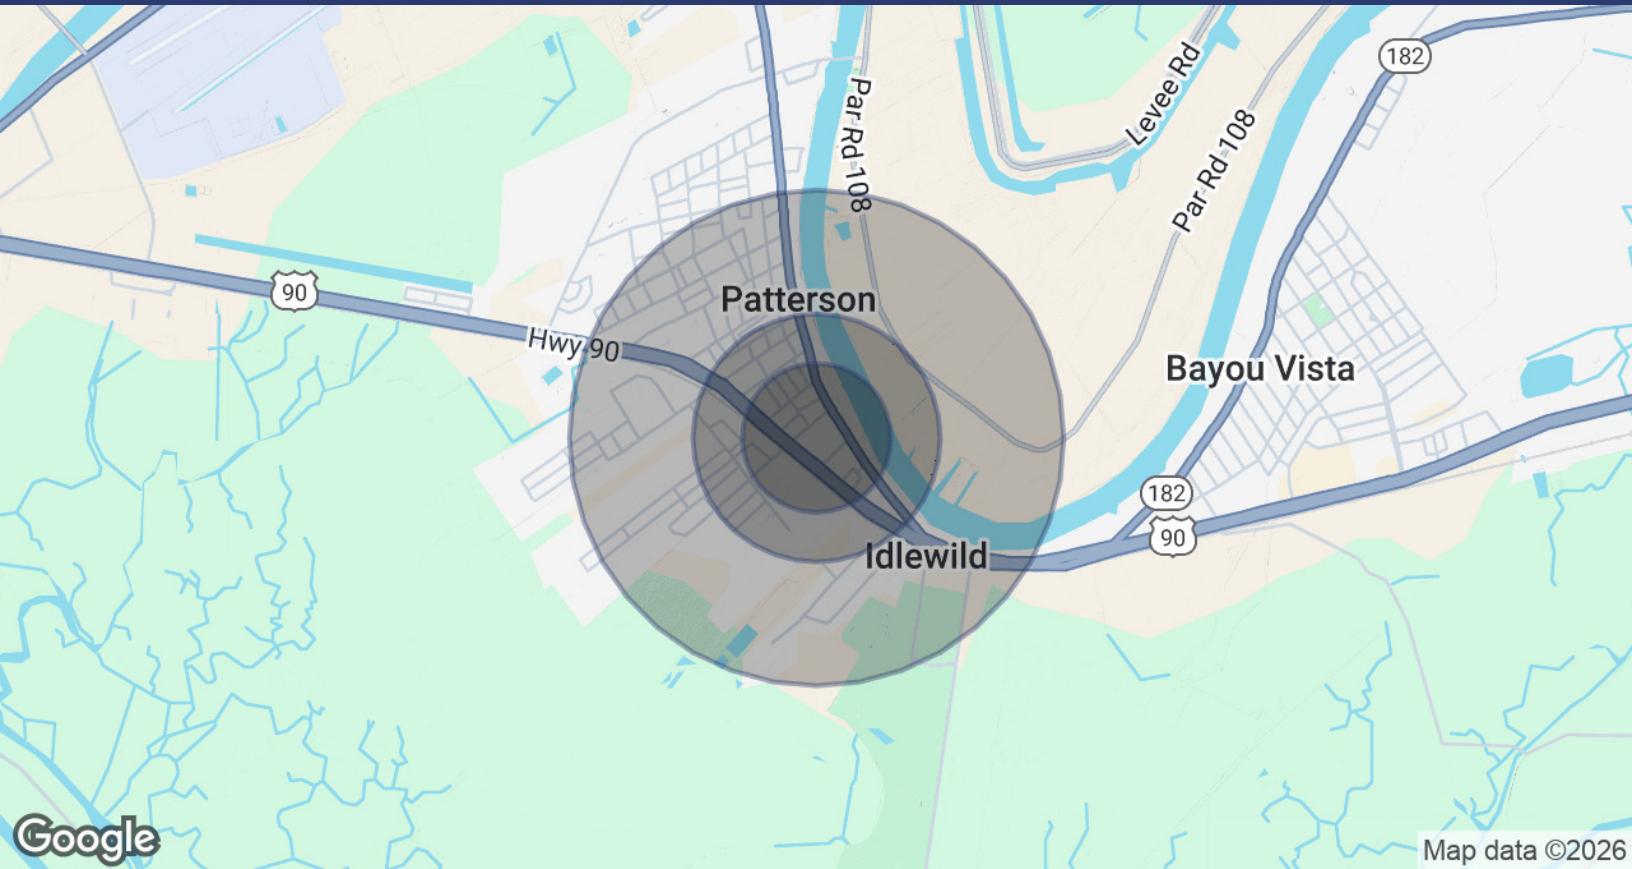 182
Levee Rd
Par Rd 108
Par Rd 108
90
Patterson
Hwy 90
Bayou Vista
182
90
Idlewild
Google
Map data ©2026